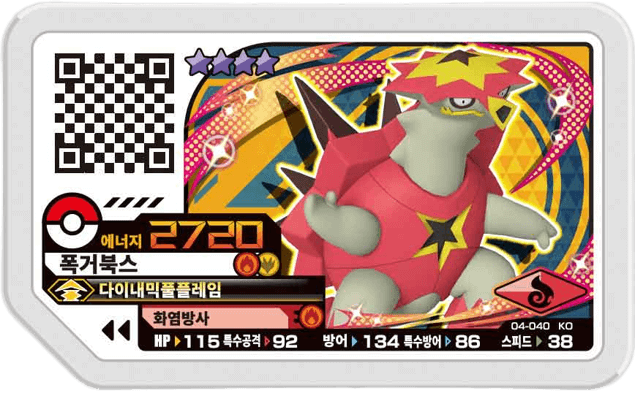 에너지 2720
폭거북스
다이내믹풀플레임
화염방사
04-040 KO
HP 115 특수공격 92 방어 134 특수방어 86 스피드 38